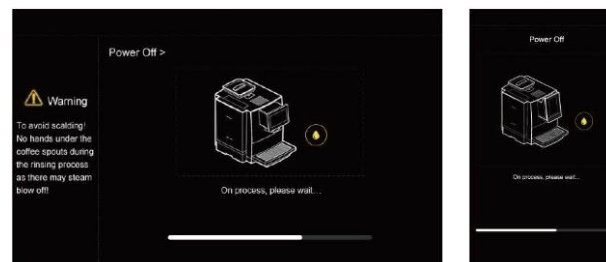 Power Off >
Warning
To avoid scalding!
No hands under the
coffee spouts during
the rinsing process
as there may steam
blow off!
On process, please wait...
Power Off
On process, please wait...